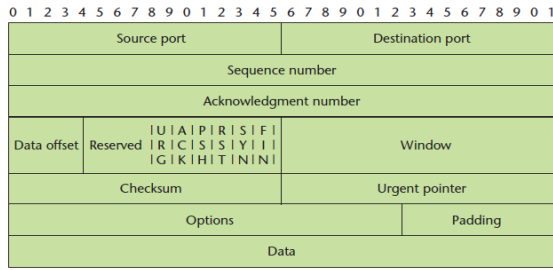 0 1 2 3 4 5 6 7 8 9 0 1 2 3 4 5 6 7 8 9 0 1 2 3 4 5 6 7 8 9 0 1
Source port Destination port
Sequence number
Acknowledgment number
|U|A|P|R|S|F|
Data offset Reserved |R|C|S|S|Y|I| Window
|G|K|H|T|N|N|
Checksum Urgent pointer
Options Padding
Data